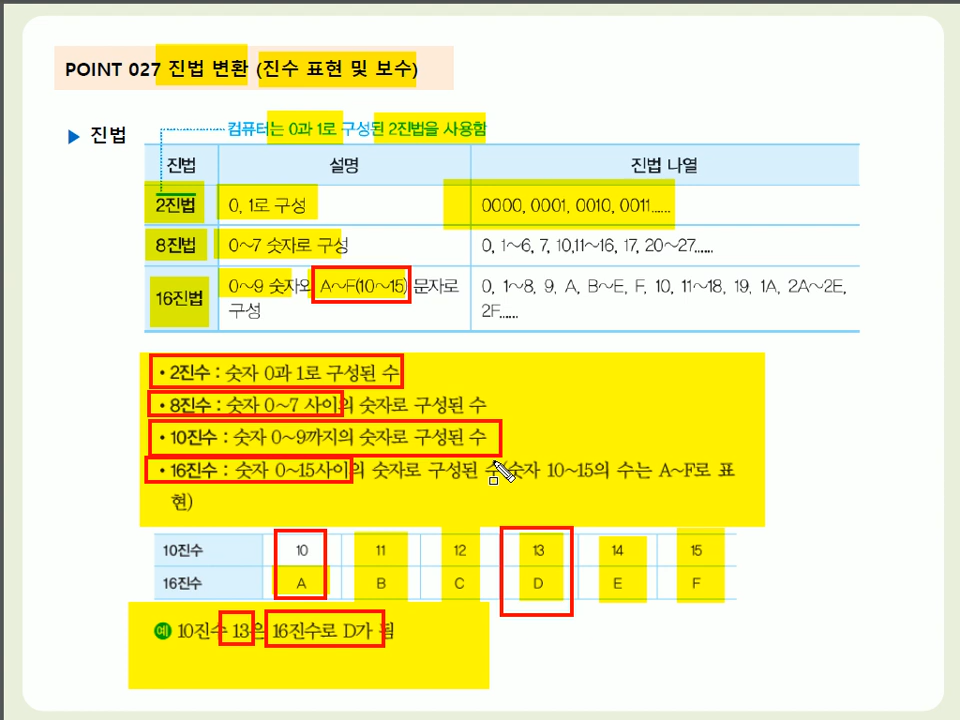 POINT 027 진법 변환 (진수 표현 및 보수)
▶ 진법
컴퓨터는 0과 1로 구성된 2진법을 사용함
진법 설명 진법 나열
2진법 0, 1로 구성 0000, 0001, 0010, 0011……
8진법 0~7 숫자로 구성 0, 1~6, 7, 10,11~16, 17, 20~27……
16진법 0~9 숫자와 A~F(10~15) 문자로 0, 1~8, 9, A, B~E, F, 10, 11~18, 19, 1A, 2A~2E,
구성 2F……
• 2진수 : 숫자 0과 1로 구성된 수
• 8진수 : 숫자 0~7 사이의 숫자로 구성된 수
• 10진수 : 숫자 0~9까지의 숫자로 구성된 수
• 16진수 : 숫자 0~15사이의 숫자로 구성된 수(숫자 10~15의 수는 A~F로 표
현)
10진수 10 11 12 13 14 15
16진수 A B C D E F
예 10진수 13은 16진수로 D가 됨